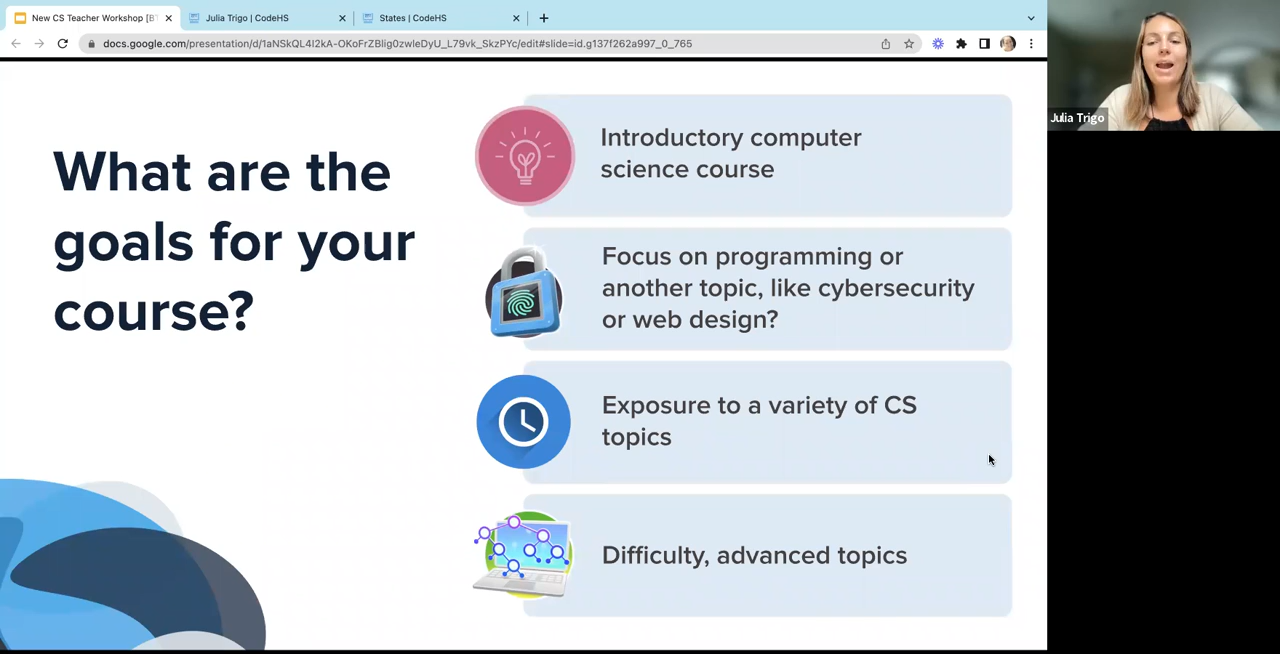 New CS Teacher Workshop [BT
Julia Trigo | CodeHS
States | CodeHS
docs.google.com/presentation/d/1aNSkQL4I2kA-OKoFrZBlig0zwleDyU_L79vk_SkzPYc/edit#slide=id.g137f262a997_0_765
What are the
goals for your
course?
Introductory computer
science course
Focus on programming or
another topic, like cybersecurity
or web design?
Exposure to a variety of CS
topics
Difficulty, advanced topics
Julia Trigo